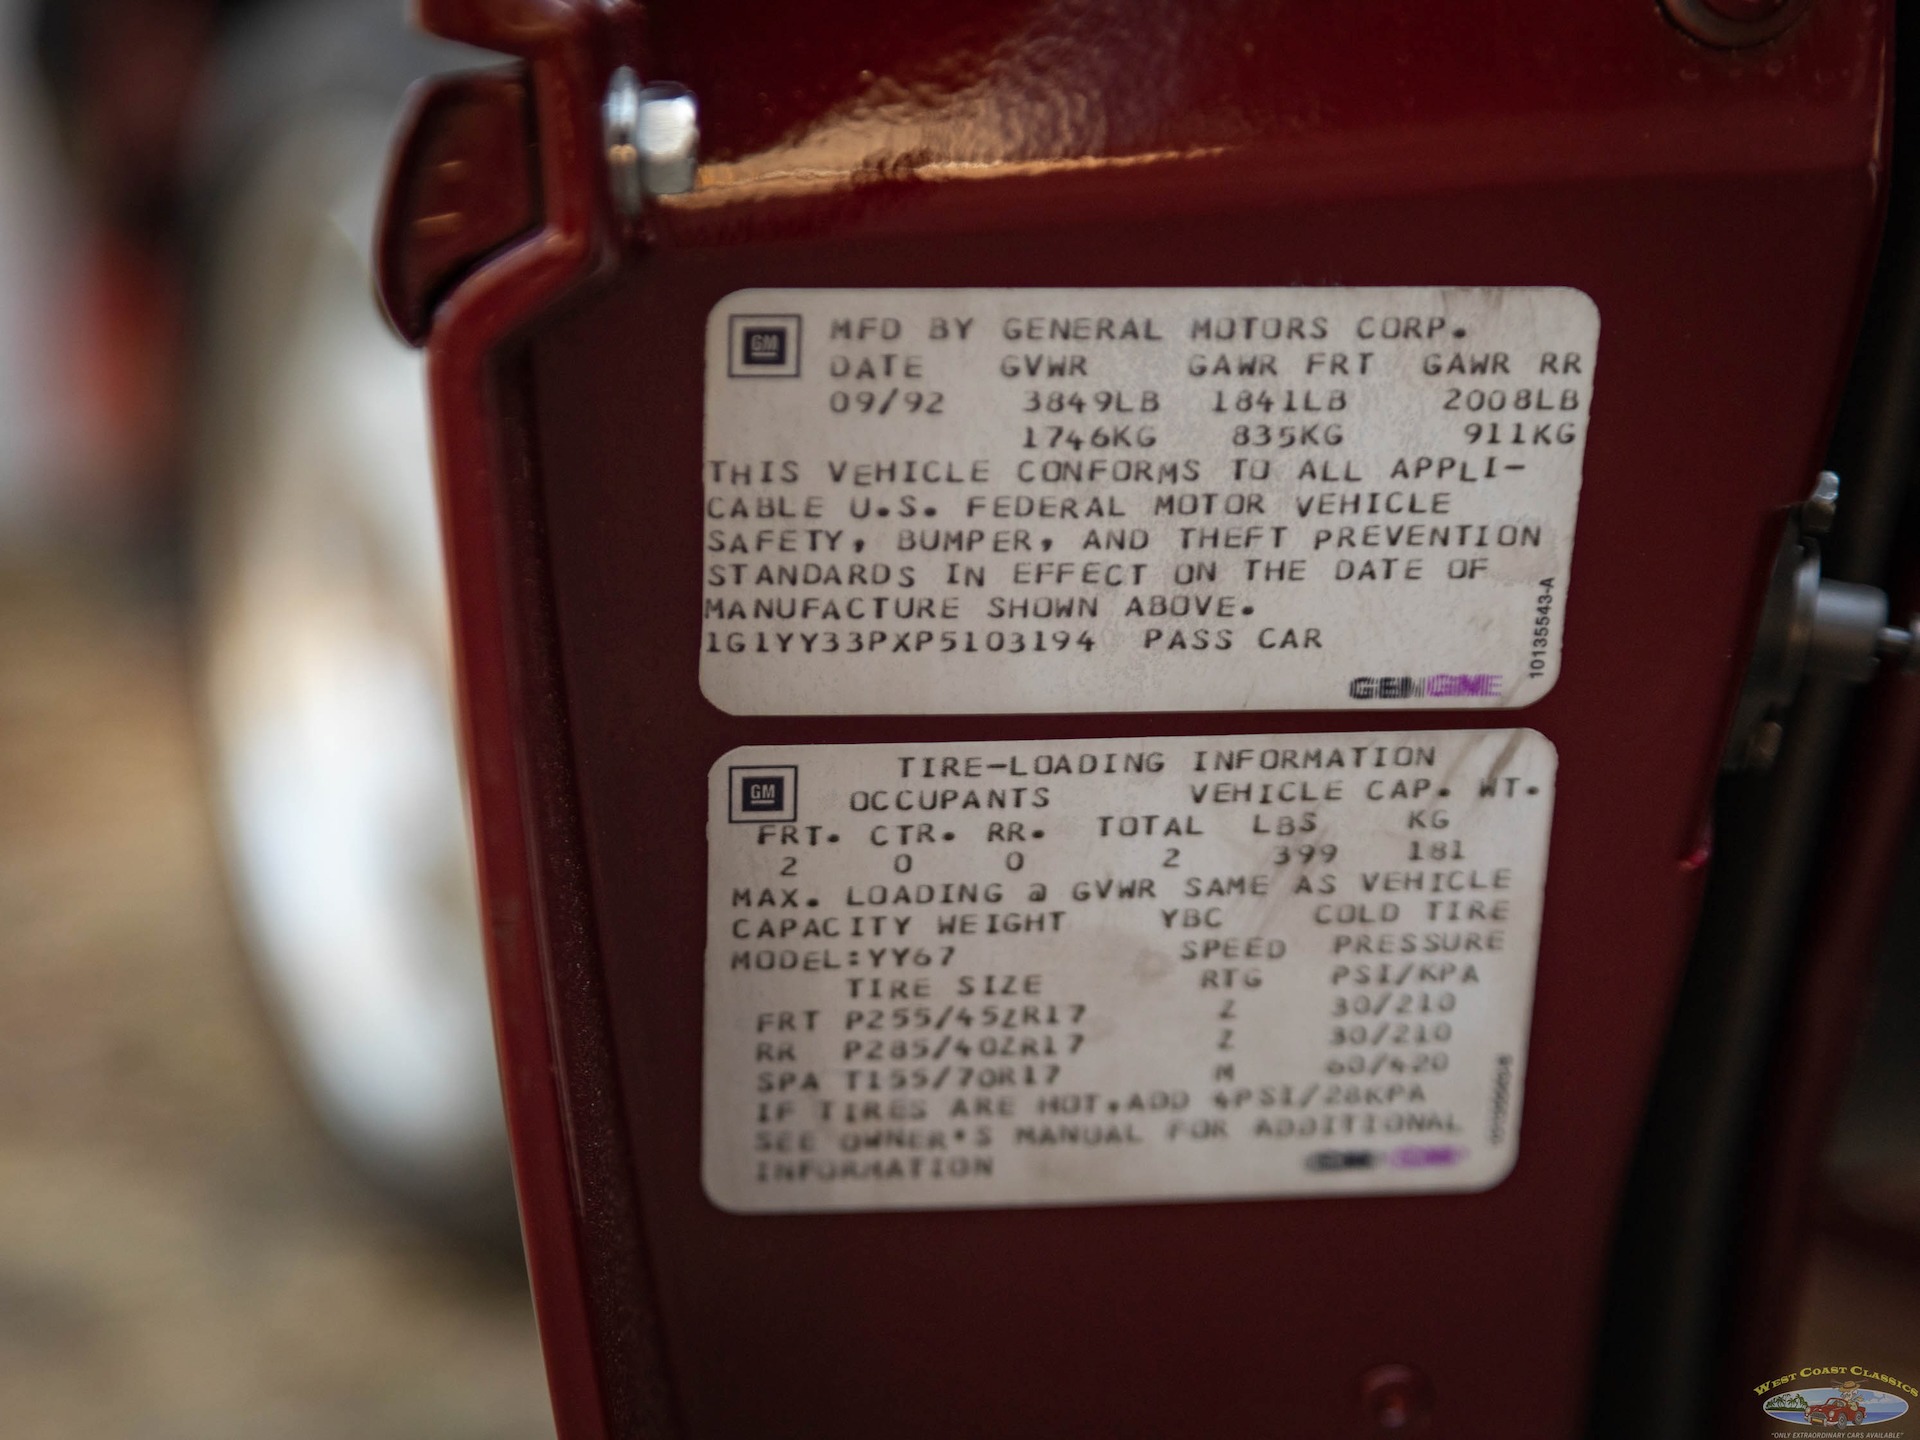 GM
MFD BY GENERAL MOTORS CORP.
DATE GVWR GAWR FRT GAWR RR
09/92 3849LB 1841LB 2008LB
1746KG 835KG 911KG
THIS VEHICLE CONFORMS TO ALL APPLI-
CABLE U.S. FEDERAL MOTOR VEHICLE
SAFETY, BUMPER, AND THEFT PREVENTION
STANDARDS IN EFFECT ON THE DATE OF
MANUFACTURE SHOWN ABOVE.
1G1YY33PXP5103194 PASS CAR
10135543-A
GM
TIRE-LOADING INFORMATION
OCCUPANTS VEHICLE CAP. WT.
FRT. CTR. RR. TOTAL LBS KG
2 0 0 2 399 181
MAX. LOADING @ GVWR SAME AS VEHICLE
CAPACITY WEIGHT YBC COLD TIRE
MODEL:YY67 SPEED PRESSURE
TIRE SIZE RTG PSI/KPA
FRT P255/45ZR17 Z 30/210
RR P285/40ZR17 Z 30/210
SPA T155/70R17 M 60/420
IF TIRES ARE HOT,ADD 4PSI/28KPA
SEE OWNER'S MANUAL FOR ADDITIONAL
INFORMATION
WEST COAST CLASSICS
"ONLY EXTRAORDINARY CARS AVAILABLE"